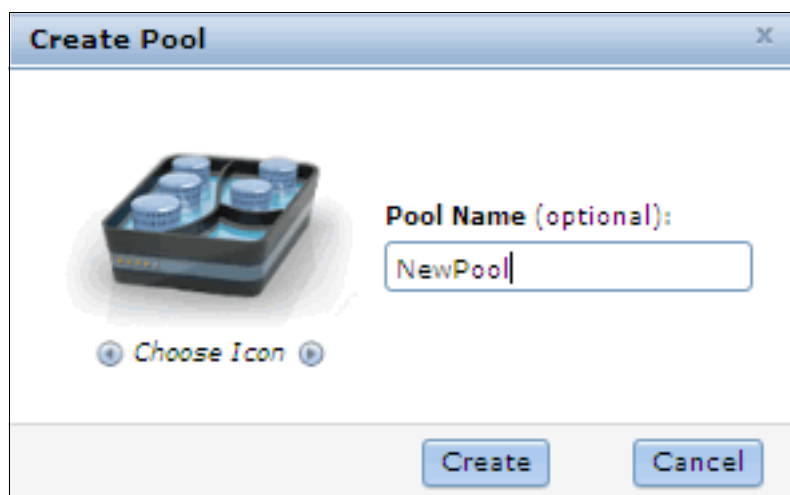 Create Pool
Pool Name (optional):
NewPool
Choose Icon
Create
Cancel